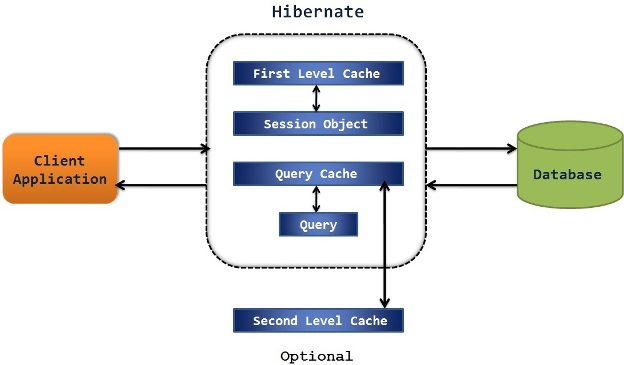 Hibernate
First Level Cache
Session Object
Client
Application
Query Cache
Database
Query
Second Level Cache
Optional